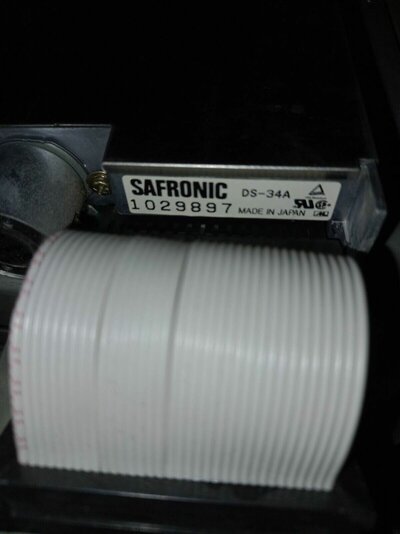 SAFRONIC DS-34A
1029897 MADE IN JAPAN